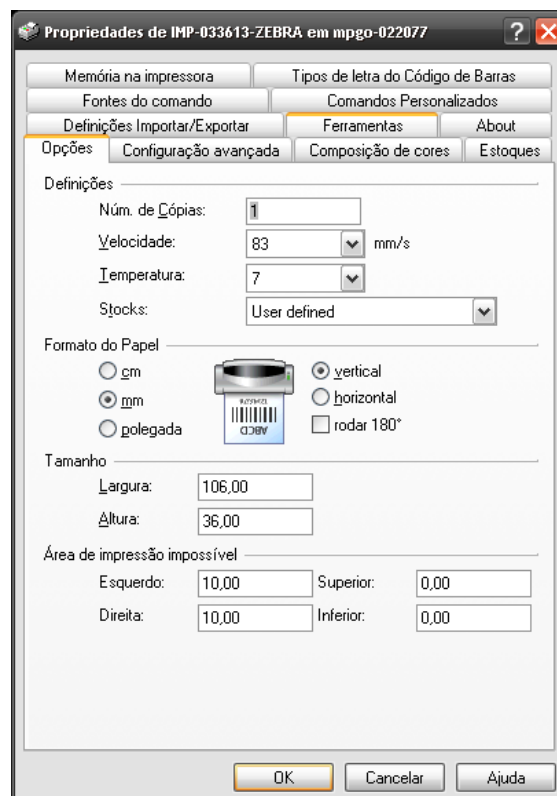 Propriedades de IMP-033613-ZEBRA em mpgo-022077
Memória na impressora Tipos de letra do Código de Barras
Fontes do comando Comandos Personalizados
Definições Importar/Exportar Ferramentas About
Opções Configuração avançada Composição de cores Estoques
Definições
Núm. de Cópias: 1
Velocidade: 83 mm/s
Temperatura: 7
Stocks: User defined
Formato do Papel
cm vertical
mm horizontal
polegada ABCD rodar 180°
Tamanho
Largura: 106,00
Altura: 36,00
Área de impressão impossível
Esquerdo: 10,00 Superior: 0,00
Direita: 10,00 Inferior: 0,00
OK Cancelar Ajuda